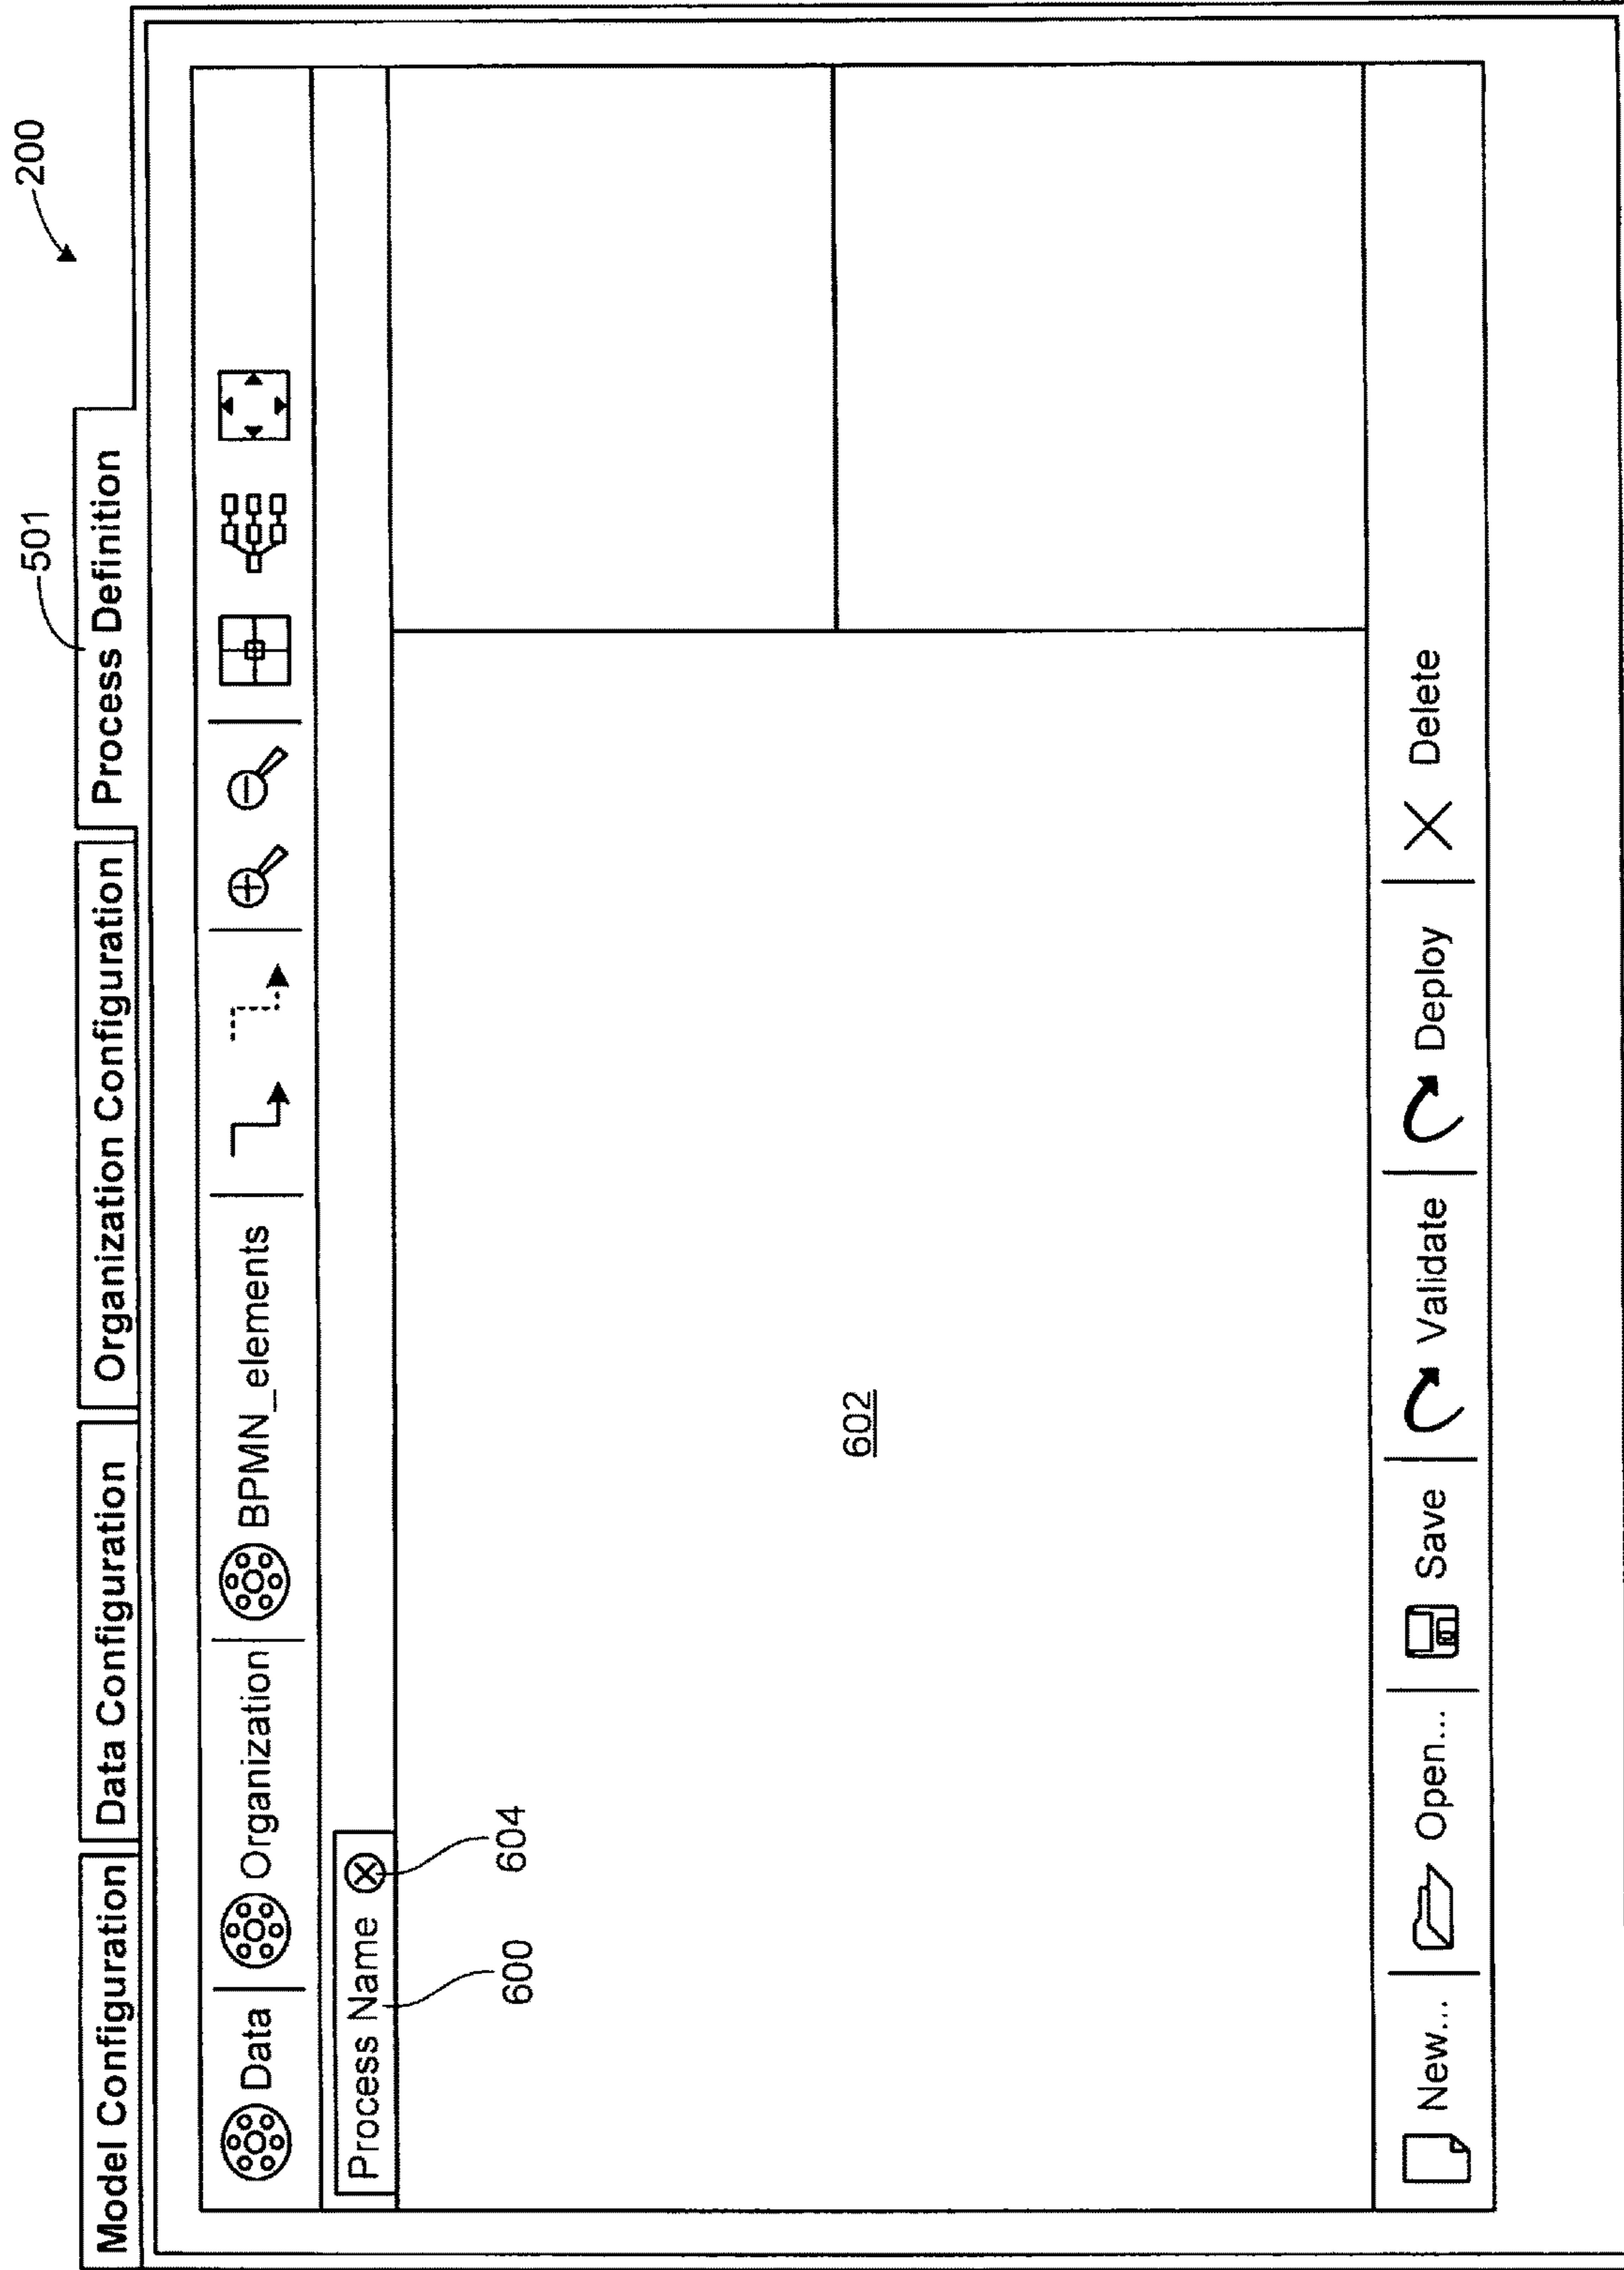 200
501
Model Configuration Data Configuration Organization Configuration Process Definition
Data Organization BPMN_elements
Process Name
604
600
602
New... Open... Save Validate Deploy Delete